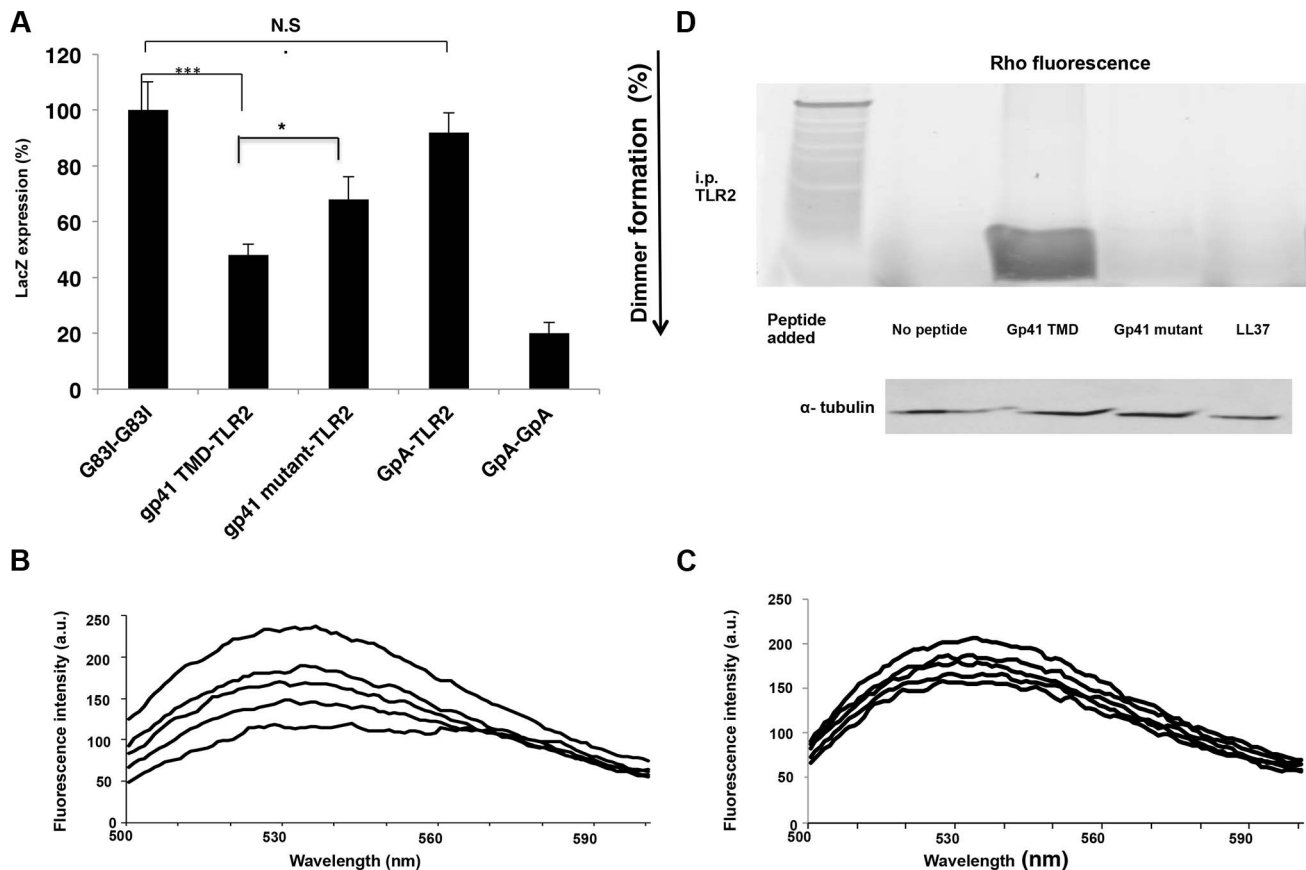 A
N.S
***
*
LacZ expression (%)
120
100
80
60
40
20
0
G83I-G83I
gp41 TMD-TLR2
gp41 mutant-TLR2
GpA-TLR2
GpA-GpA
Dimmer formation (%)
D
Rho fluorescence
i.p.
TLR2
Peptide
added
No peptide
Gp41 TMD
Gp41 mutant
LL37
α- tubulin
B
Fluorescence intensity (a.u.)
250
200
150
100
50
0
500
530
560
590
Wavelength (nm)
C
Fluorescence intensity (a.u.)
250
200
150
100
50
0
500
530
560
590
Wavelength (nm)